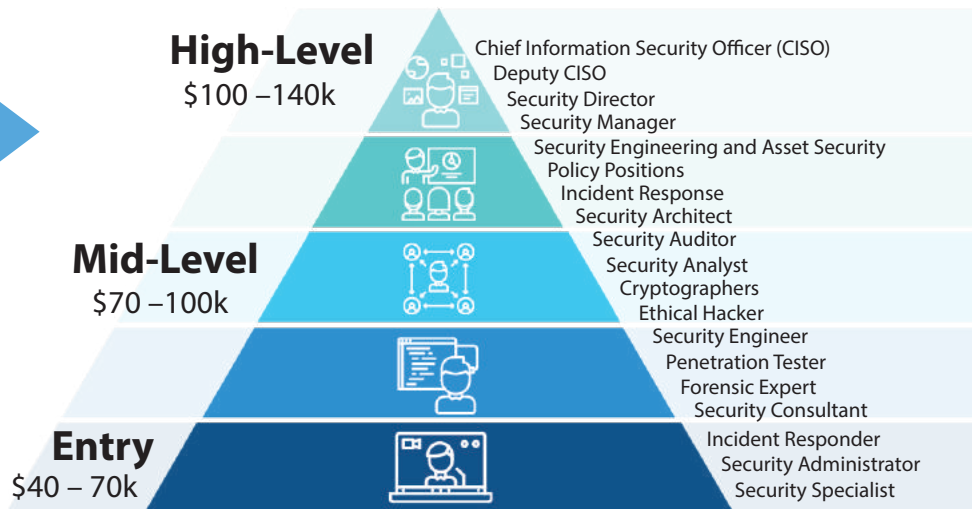 High-Level
$100 –140k
Chief Information Security Officer (CISO)
Deputy CISO
Security Director
Security Manager
Security Engineering and Asset Security
Policy Positions
Incident Response
Security Architect
Mid-Level
$70 –100k
Security Auditor
Security Analyst
Cryptographers
Ethical Hacker
Security Engineer
Penetration Tester
Forensic Expert
Security Consultant
Entry
$40 – 70k
Incident Responder
Security Administrator
Security Specialist